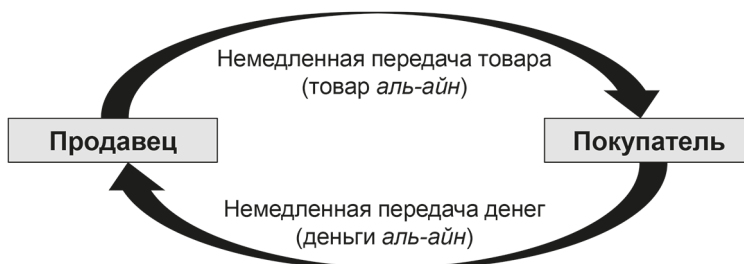 Немедленная передача товара
(товар аль-айн)
Продавец
Покупатель
Немедленная передача денег
(деньги аль-айн)